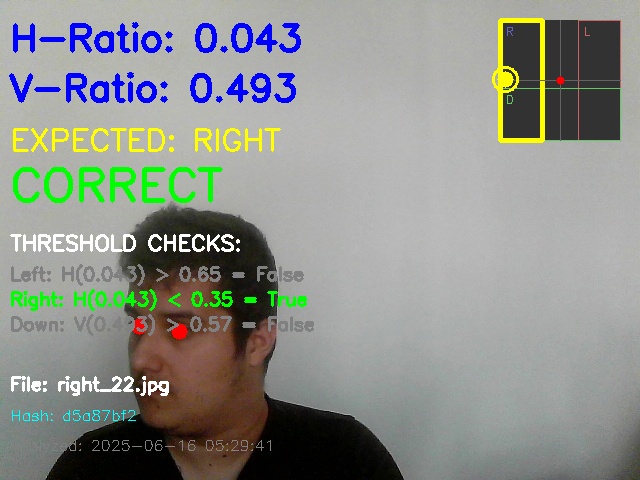 H-Ratio: 0.043
V-Ratio: 0.493
R
L
D
EXPECTED: RIGHT
CORRECT
THRESHOLD CHECKS:
Left: H(0.043) > 0.65 = False
Right: H(0.043) < 0.35 = True
Down: V(0.493) > 0.57 = False
File: right_22.jpg
Hash: d5a87bf2
2025-06-16 05:29:41